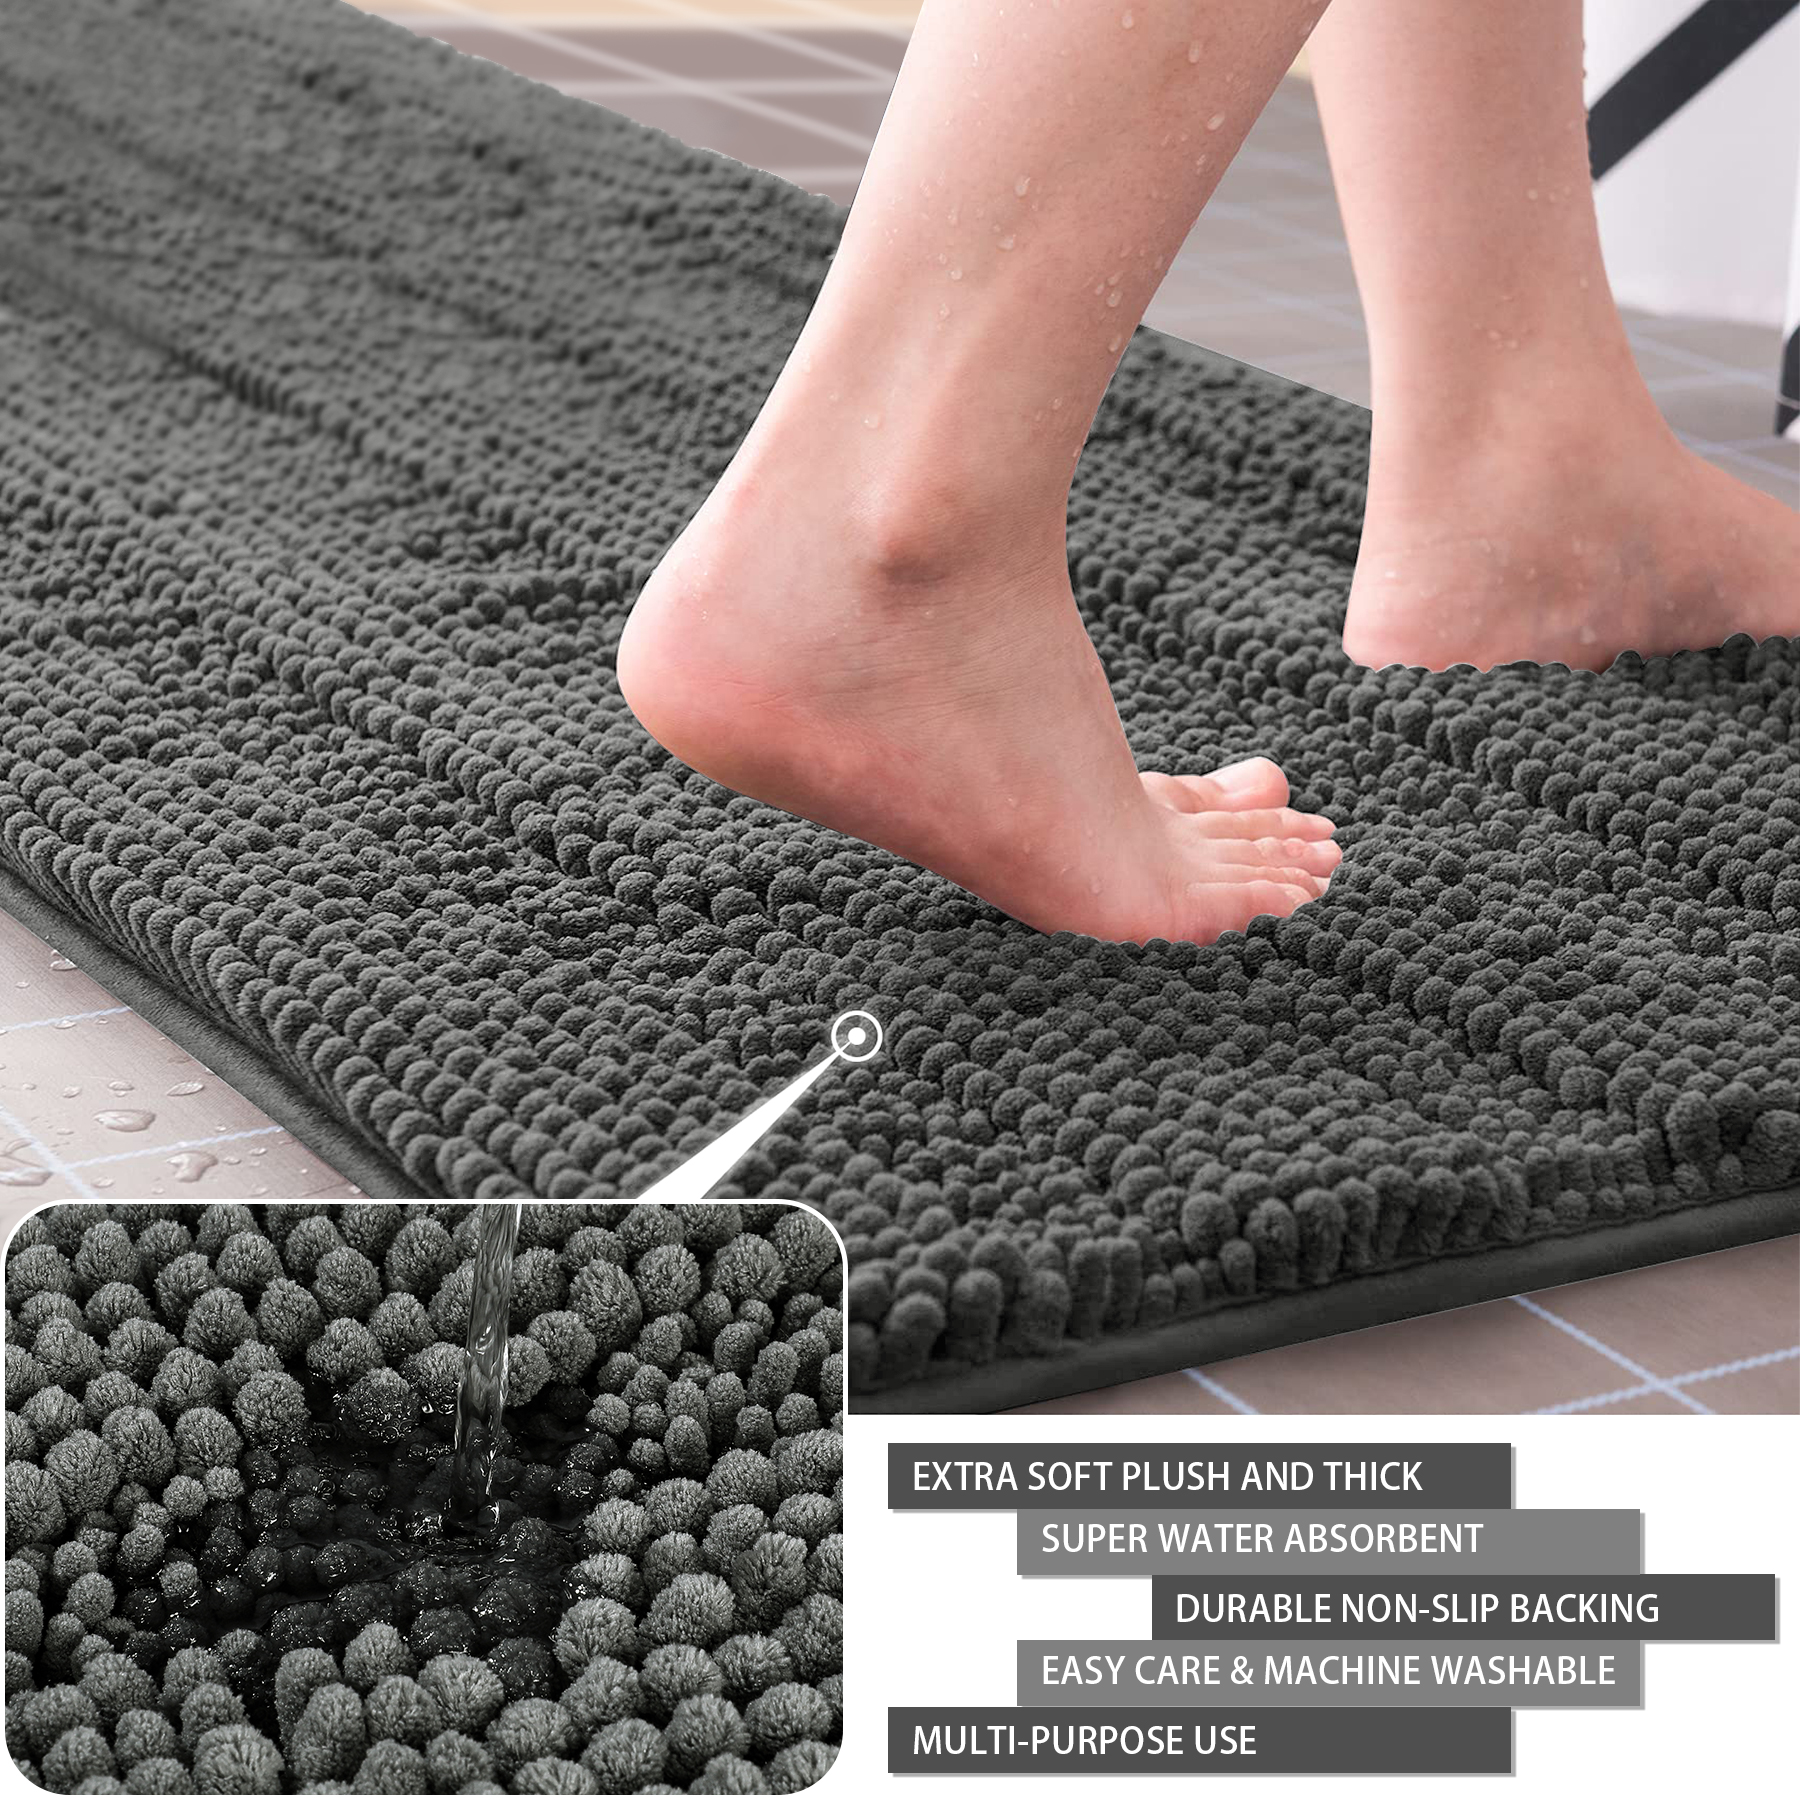 EXTRA SOFT PLUSH AND THICK
SUPER WATER ABSORBENT
DURABLE NON-SLIP BACKING
EASY CARE & MACHINE WASHABLE
MULTI-PURPOSE USE